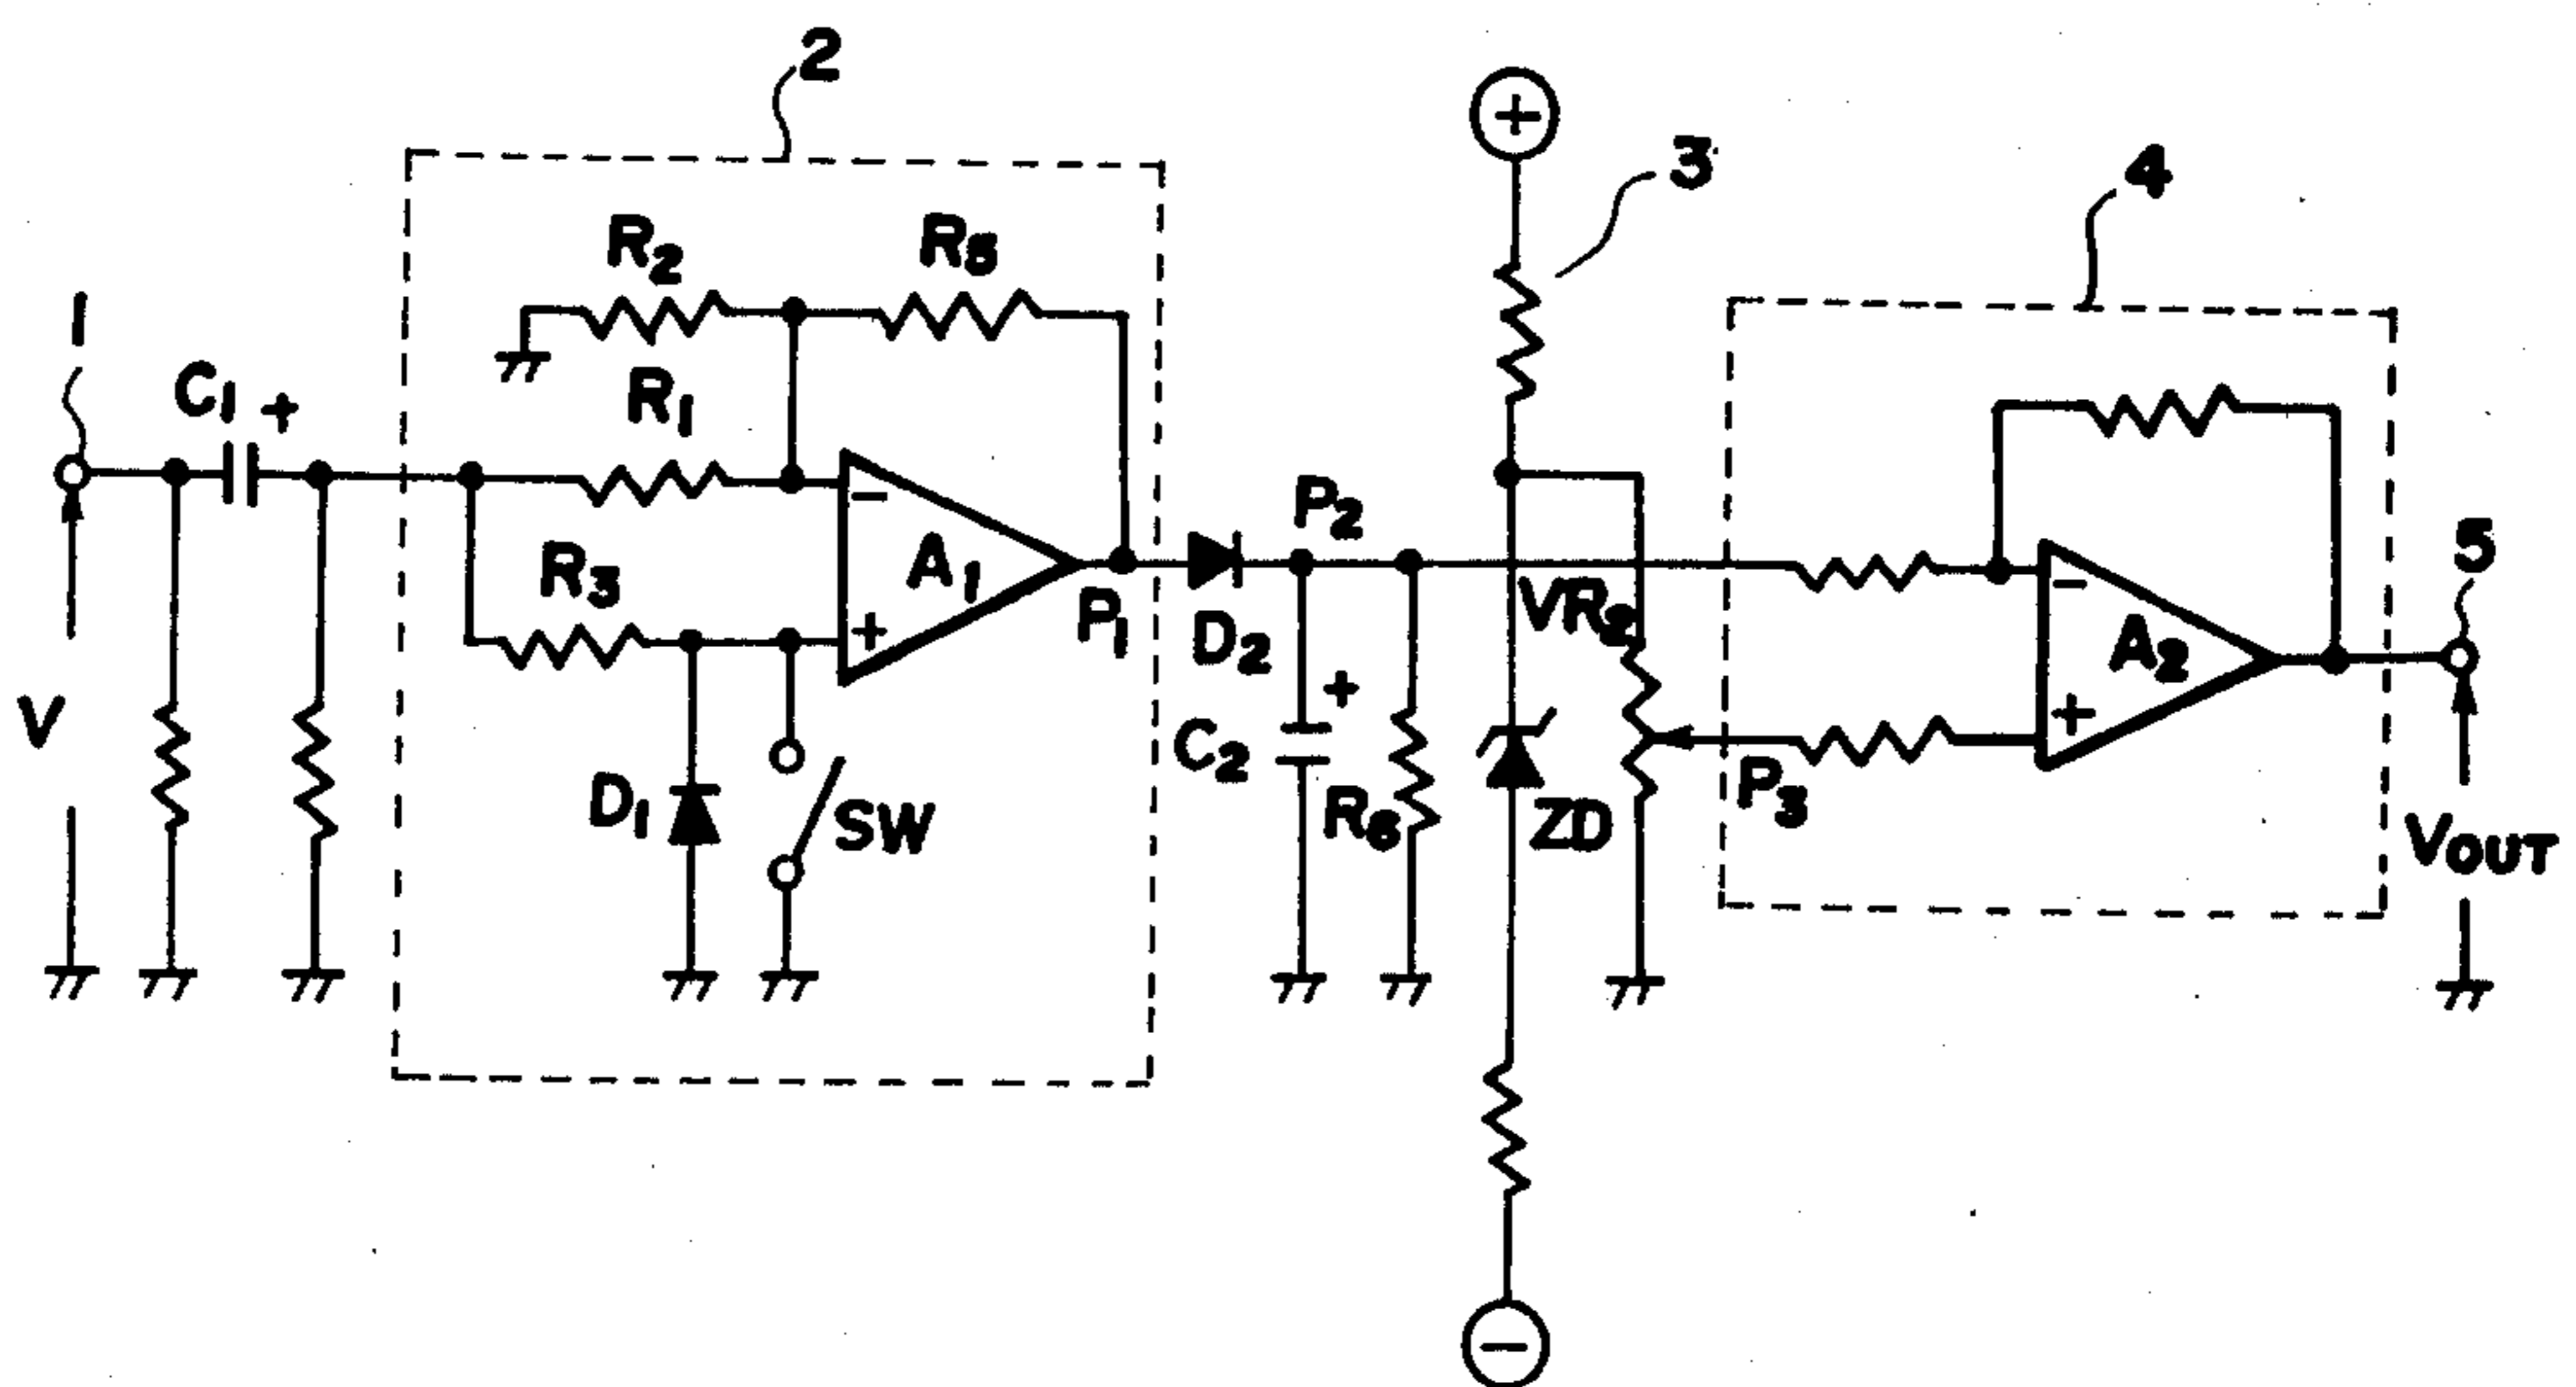 2
3
4
R2
R5
1
C1 +
R1
+
−
A1
P1
R3
+
P2
D2
VR2
−
A2
5
V
D1
SW
C2 +
R6
ZD
P3
+
VOUT
−